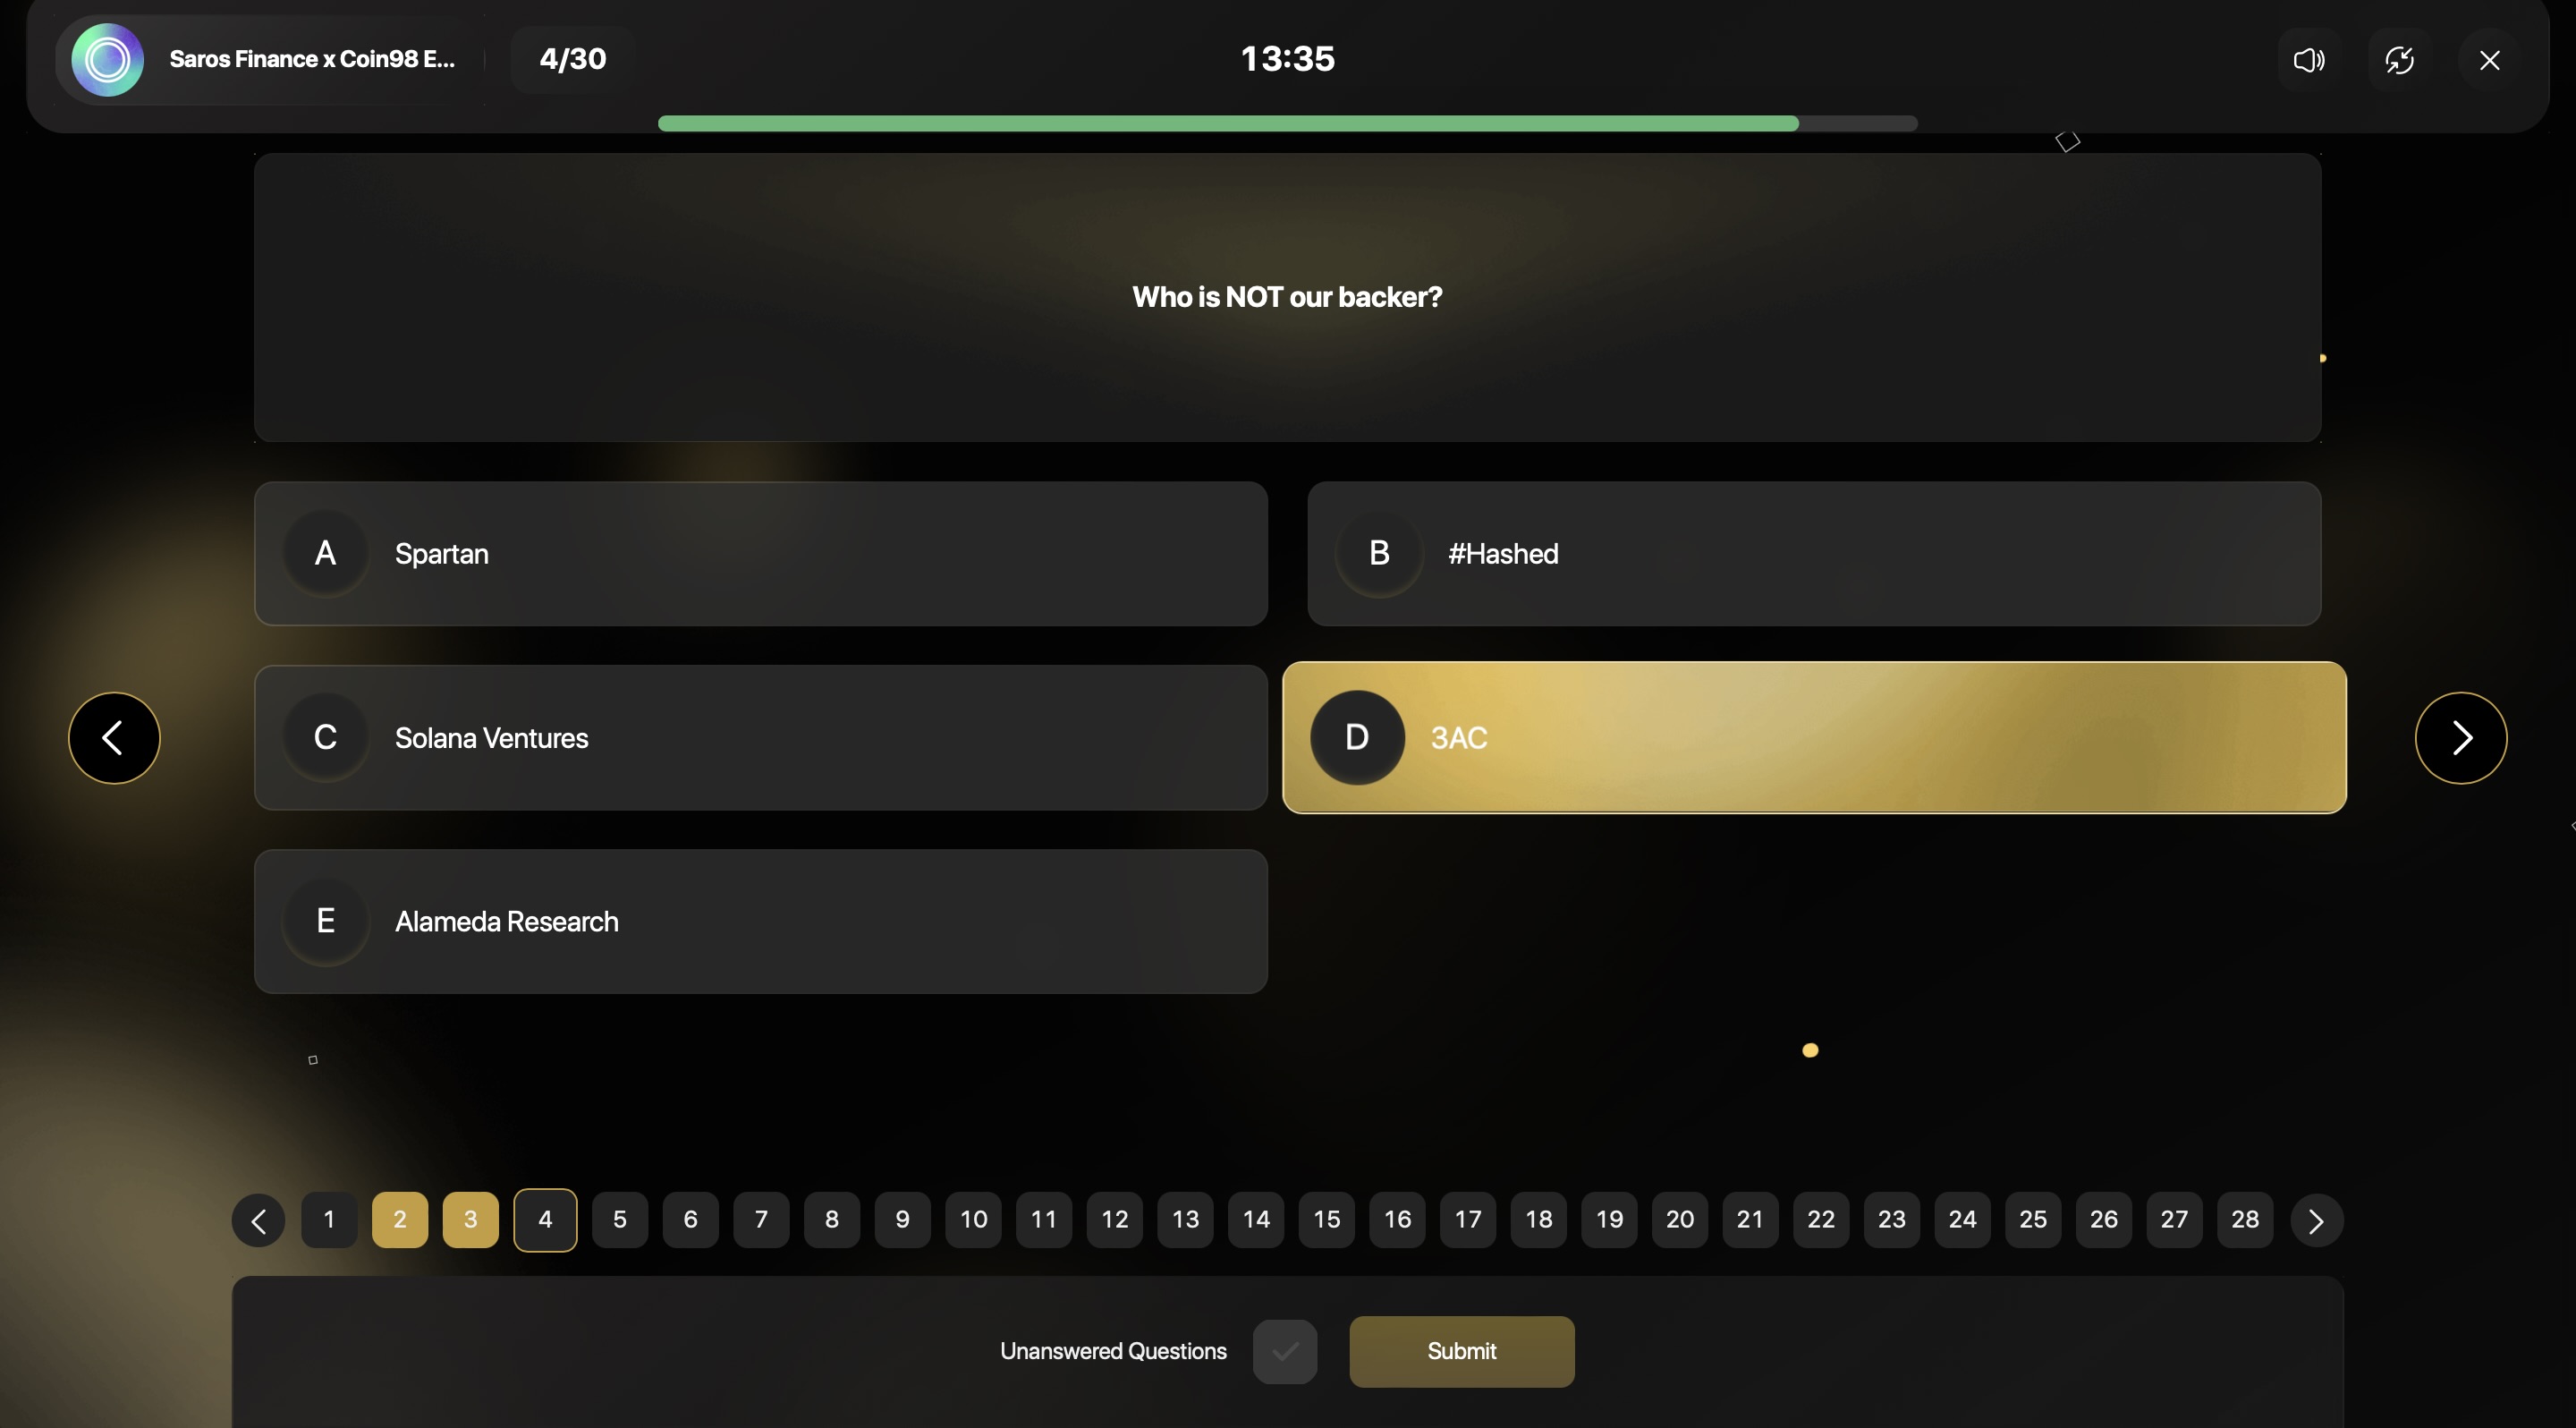 Saros Finance x Coin98 E...
4/30
13:35
Who is NOT our backer?
A
Spartan
B
#Hashed
C
Solana Ventures
D
3AC
E
Alameda Research
1 2 3 4 5 6 7 8 9 10 11 12 13 14 15 16 17 18 19 20 21 22 23 24 25 26 27 28
Unanswered Questions
Submit